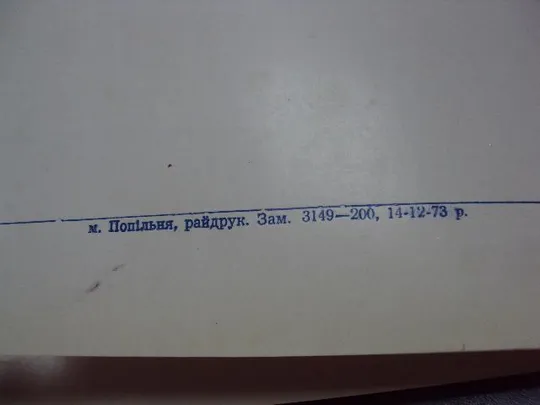 м. Попільня, райдрук. Зам. 3149—200, 14-12-73 р.